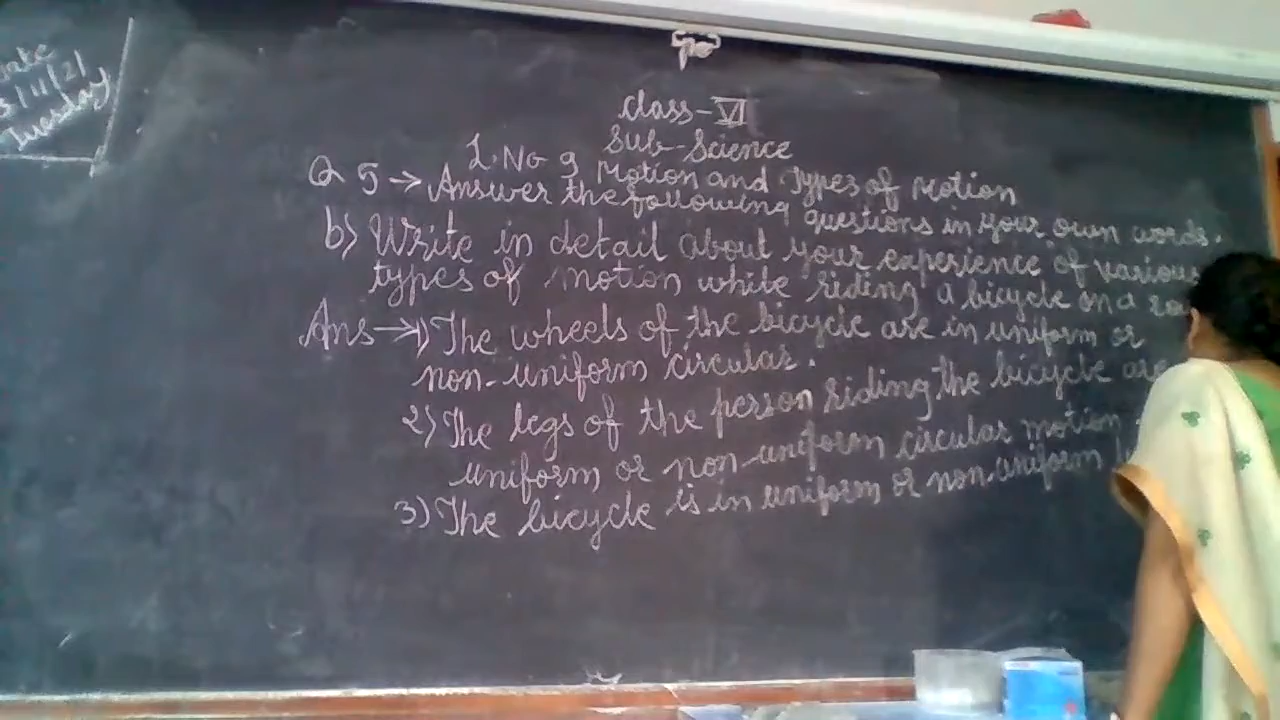 Date
/11/21
Tuesday
Class-VI
Sub-Science
L.No 9 Motion and Types of Motion
Q 5 → Answer the following questions in your own words.
b) Write in detail about your experience of various
types of motion while riding a bicycle on a
Ans → 1) The wheels of the bicycle are in uniform or
non-uniform circular.
2) The legs of the person riding the bicycle are
uniform or non-uniform circular motion
3) The bicycle is in uniform or non-uniform